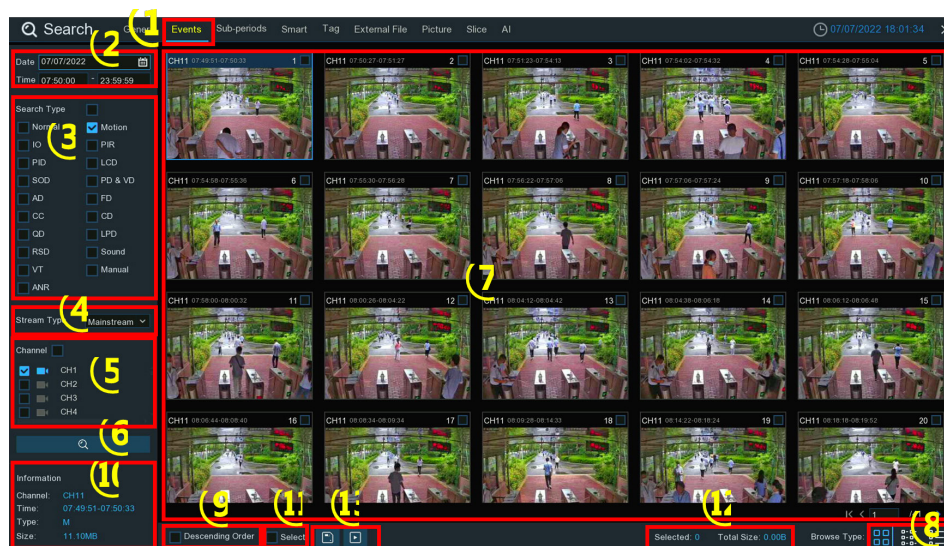 Search
General
Events
Sub-periods
Smart
Tag
External File
Picture
Slice
AI
07/07/2022 18:01:34
(1
(2
Date 07/07/2022
Time 07:50:00 - 23:59:59
Search Type
(3
Normal Motion
IO PIR
PID LCD
SOD PD & VD
AD FD
CC CD
QD LPD
RSD Sound
VT Manual
ANR
(4
Stream Type Mainstream
Channel
(5
CH1
CH2
CH3
CH4
(6
(10
Information
Channel: CH11
Time: 07:49:51-07:50:33
Type: M
Size: 11.10MB
CH11 07:49:51-07:50:33 1
CH11 07:50:27-07:51:27 2
CH11 07:51:23-07:54:13 3
CH11 07:54:02-07:54:32 4
CH11 07:54:28-07:55:04 5
CH11 07:54:58-07:55:36 6
CH11 07:55:30-07:56:28 7
CH11 07:56:22-07:57:06 8
CH11 07:57:06-07:57:24 9
CH11 07:57:18-07:58:06 10
(7
CH11 07:58:00-08:00:32 11
CH11 08:00:26-08:04:22 12
CH11 08:04:12-08:04:42 13
CH11 08:04:38-08:06:18 14
CH11 08:06:12-08:06:48 15
CH11 08:06:44-08:08:40 16
CH11 08:08:34-08:09:34 17
CH11 08:09:28-08:14:33 18
CH11 08:14:22-08:18:24 19
CH11 08:18:18-08:19:52 20
1
(9
Descending Order
(11
Select
(12
Selected: 0 Total Size: 0.00B
Browse Type:
(8